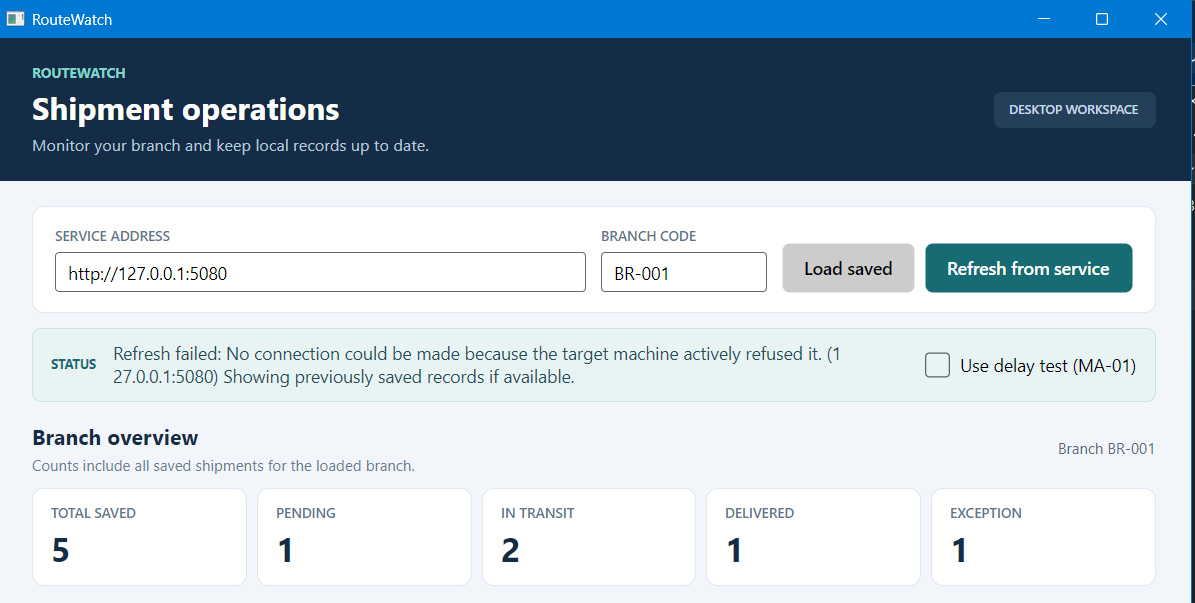 RouteWatch
ROUTEWATCH
Shipment operations
Monitor your branch and keep local records up to date.
DESKTOP WORKSPACE
SERVICE ADDRESS
http://127.0.0.1:5080
BRANCH CODE
BR-001
Load saved
Refresh from service
STATUS
Refresh failed: No connection could be made because the target machine actively refused it. (1
27.0.0.1:5080) Showing previously saved records if available.
Use delay test (MA-01)
Branch overview
Counts include all saved shipments for the loaded branch.
Branch BR-001
TOTAL SAVED
5
PENDING
1
IN TRANSIT
2
DELIVERED
1
EXCEPTION
1